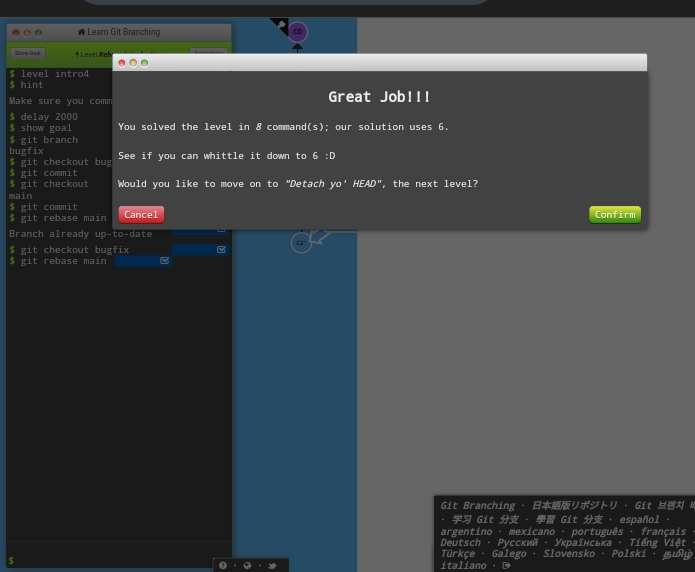 Learn Git Branching
Show Goal
Level
$ level intro4
$ hint
Make sure you comm
$ delay 2000
$ show goal
$ git branch
bugfix
$ git checkout bug
$ git commit
$ git checkout
main
$ git commit
$ git rebase main
Branch already up-to-date
$ git checkout bugfix
$ git rebase main
$
C0
C2'
Great Job!!!
You solved the level in 8 command(s); our solution uses 6.
See if you can whittle it down to 6 :D
Would you like to move on to "Detach yo' HEAD", the next level?
Cancel
Confirm
Git Branching · 日本語版リポジトリ · Git 브랜치
· 学习 Git 分支 · 學習 Git 分支 · español ·
argentino · mexicano · português · français ·
Deutsch · Русский · Українська · Tiếng Việt ·
Türkçe · Galego · Slovensko · Polski · தமிழ்
italiano ·